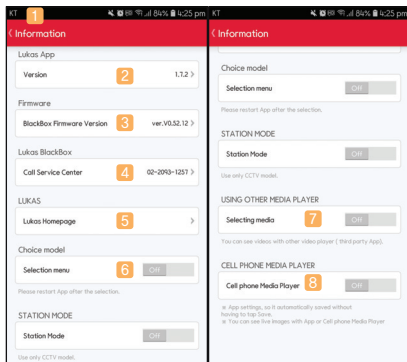 KT 1 84% 4:25 pm
Information
Lukas App
Version 2 1.7.2 >
Firmware
BlackBox Firmware Version 3 ver.V0.52.12 >
Lukas BlackBox
Call Service Center 4 02-2093-1257 >
LUKAS
Lukas Homepage 5 >
Choice model
Selection menu 6 Off
Please restart App after the selection.
STATION MODE
Station Mode Off
Use only CCTV model.
KT 84% 4:25 pm
Information
Choice model
Selection menu Off
Please restart App after the selection.
STATION MODE
Station Mode Off
Use only CCTV model.
USING OTHER MEDIA PLAYER
Selecting media 7 Off
You can see videos with other video player ( third party App).
CELL PHONE MEDIA PLAYER
Cell phone Media Player 8 Off
※ App settings, so it automatically saved without
having to tap Save.
※ You can see live images with App or Cell phone Media Player